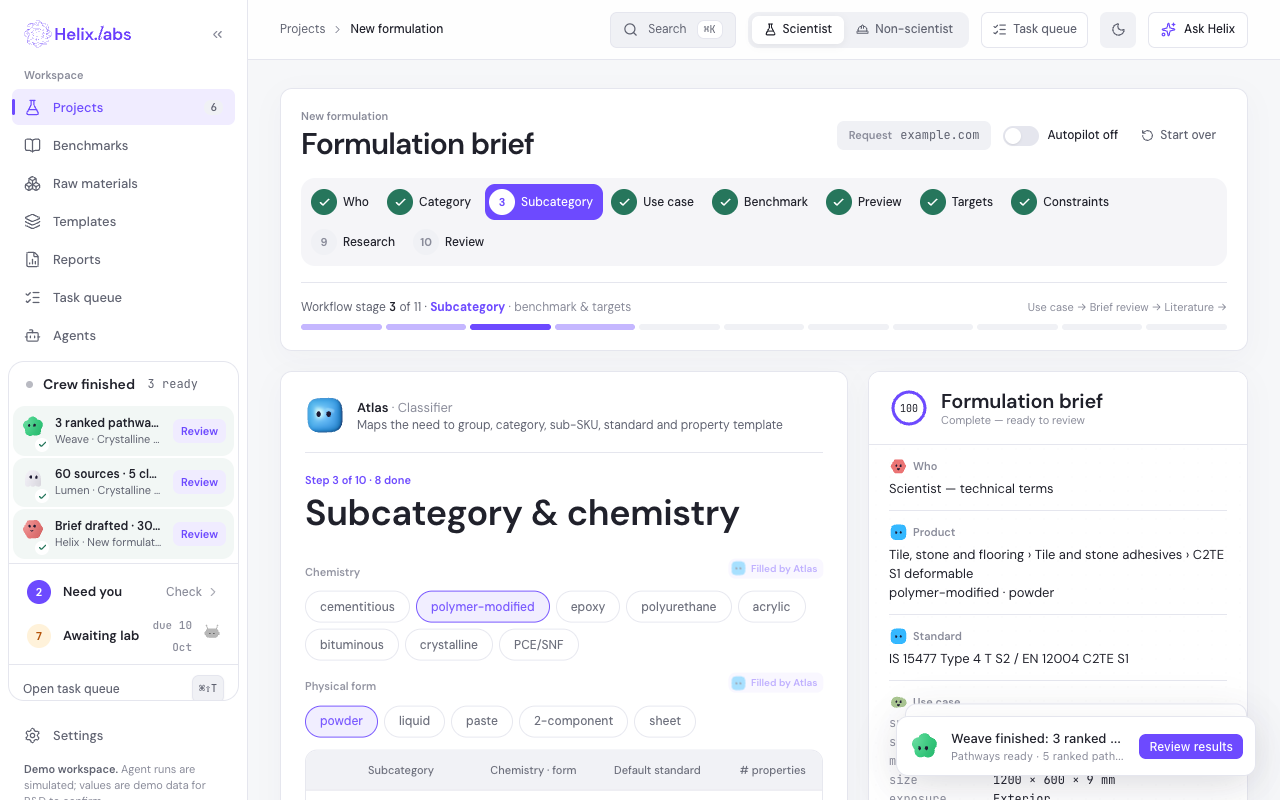 Helix.labs
Workspace
Projects 6
Benchmarks
Raw materials
Templates
Reports
Task queue
Agents
Crew finished 3 ready
3 ranked pathwa...
Weave · Crystalline ...
Review
60 sources · 5 cl...
Lumen · Crystalline ...
Review
Brief drafted · 30...
Helix · New formulat...
Review
2 Need you Check
7 Awaiting lab due 10 Oct
Open task queue ⌘⇧T
Settings
Demo workspace. Agent runs are
simulated; values are demo data for
Projects > New formulation
Search ⌘K
Scientist
Non-scientist
Task queue
Ask Helix
New formulation
Formulation brief
Request example.com
Autopilot off
Start over
Who
Category
3 Subcategory
Use case
Benchmark
Preview
Targets
Constraints
9 Research
10 Review
Workflow stage 3 of 11 · Subcategory · benchmark & targets
Use case → Brief review → Literature →
Atlas · Classifier
Maps the need to group, category, sub-SKU, standard and property template
Step 3 of 10 · 8 done
Subcategory & chemistry
Chemistry
Filled by Atlas
cementitious
polymer-modified
epoxy
polyurethane
acrylic
bituminous
crystalline
PCE/SNF
Physical form
Filled by Atlas
powder
liquid
paste
2-component
sheet
Subcategory
Chemistry · form
Default standard
# properties
100
Formulation brief
Complete — ready to review
Who
Scientist — technical terms
Product
Tile, stone and flooring › Tile and stone adhesives › C2TE
S1 deformable
polymer-modified · powder
Standard
IS 15477 Type 4 T S2 / EN 12004 C2TE S1
Use case
Weave finished: 3 ranked ...
Pathways ready · 5 ranked path...
Review results
size 1200 × 600 × 9 mm
exposure Exterior